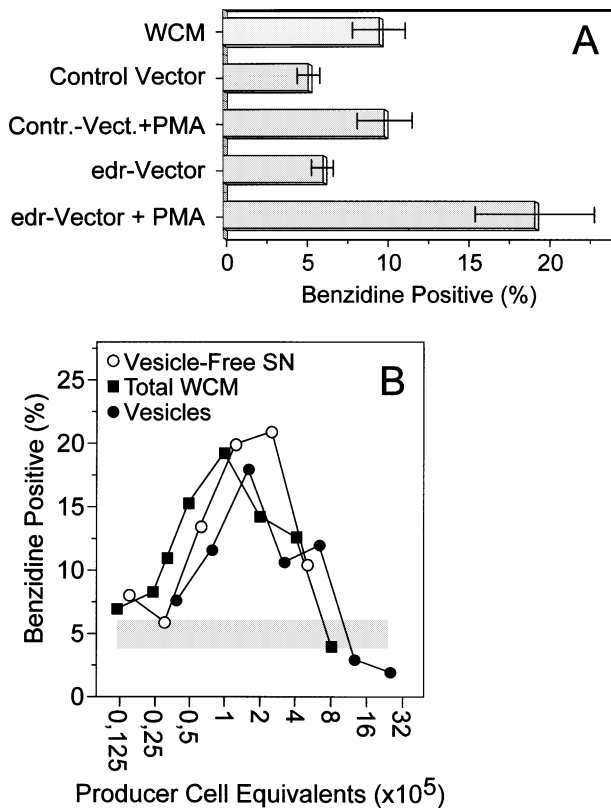 A
WCM
Control Vector
Contr.-Vect.+PMA
edr-Vector
edr-Vector + PMA
0 5 10 15 20
Benzidine Positive (%)
B
Vesicle-Free SN
Total WCM
Vesicles
Benzidine Positive (%)
25
20
15
10
5
0
0,125 0,25 0,5 1 2 4 8 16 32
Producer Cell Equivalents (x10⁵)